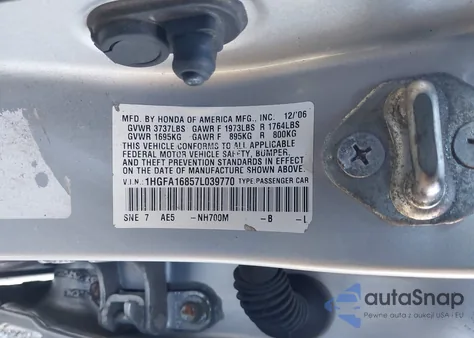 MFD. BY HONDA OF AMERICA MFG., INC. 12/06
GVWR 3737LBS GAWR F 1973LBS R 1764LBS
GVWR 1695KG GAWR F 895KG R 800KG
THIS VEHICLE CONFORMS TO ALL APPLICABLE
FEDERAL MOTOR VEHICLE SAFETY, BUMPER,
AND THEFT PREVENTION STANDARDS IN EFFECT
ON THE DATE OF MANUFACTURE SHOWN ABOVE.
V.I.N.: 1HGFA16857L039770 TYPE:PASSENGER CAR
SNE 7 AE5 -NH700M -B -L
autoSnap
Pewne auta z aukcji USA i EU